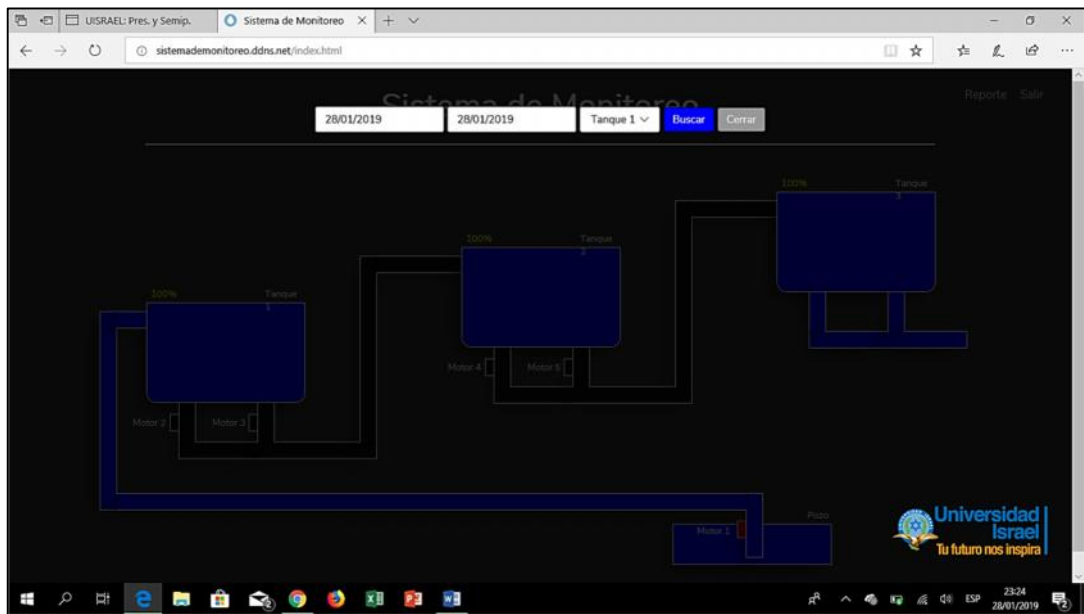 UISRAEL: Pres. y Semip.
Sistema de Monitoreo
sistemademonitoreo.ddns.net/index.html
Sistema de Monitoreo
Reporte Salir
28/01/2019 28/01/2019 Tanque 1 Buscar Cerrar
100% Tanque 3
100% Tanque 2
100% Tanque 1
Motor 4 Motor 5
Motor 2 Motor 3
Pozo
Motor 1
Universidad
Israel
Tu futuro nos inspira
ESP
23:24
28/01/2019